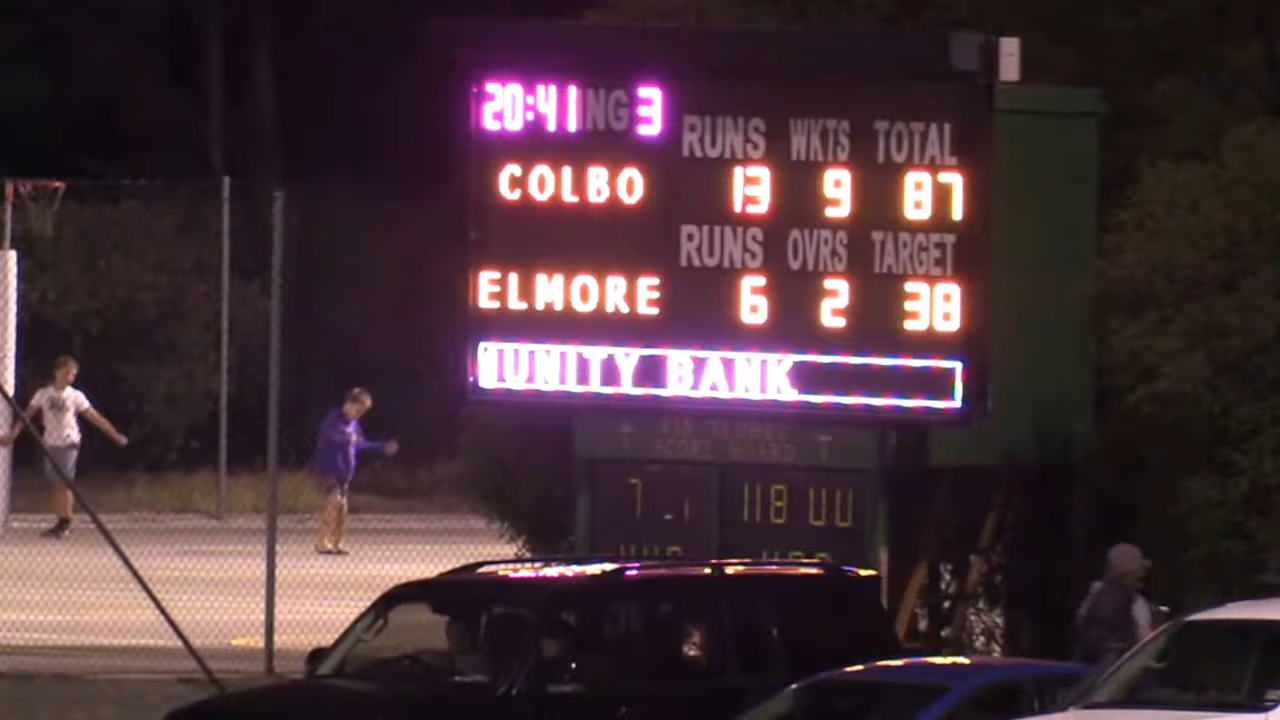 20:41 NG 3
RUNS WKTS TOTAL
COLBO 13 9 87
RUNS OVRS TARGET
ELMORE 6 2 38
UNITY BANK
118